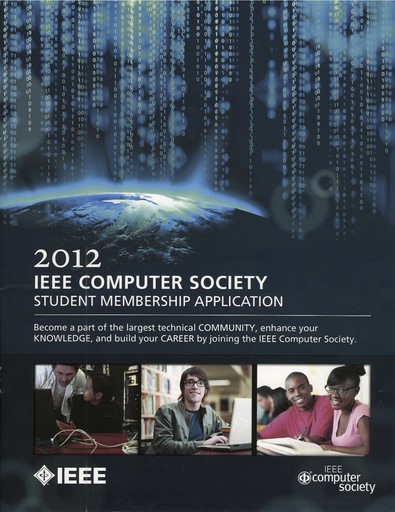 2012
IEEE COMPUTER SOCIETY
STUDENT MEMBERSHIP APPLICATION
Become a part of the largest technical COMMUNITY, enhance your
KNOWLEDGE, and build your CAREER by joining the IEEE Computer Society.
IEEE
IEEE
computer
society